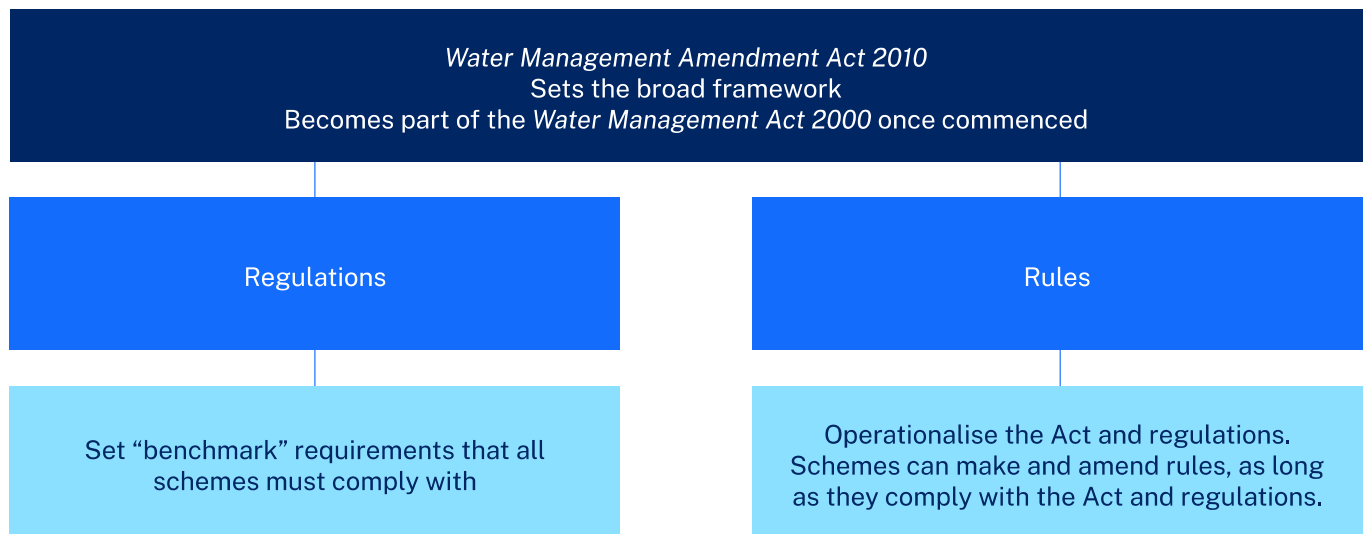 Water Management Amendment Act 2010
Sets the broad framework
Becomes part of the Water Management Act 2000 once commenced
Regulations
Rules
Set “benchmark” requirements that all
schemes must comply with
Operationalise the Act and regulations.
Schemes can make and amend rules, as long
as they comply with the Act and regulations.